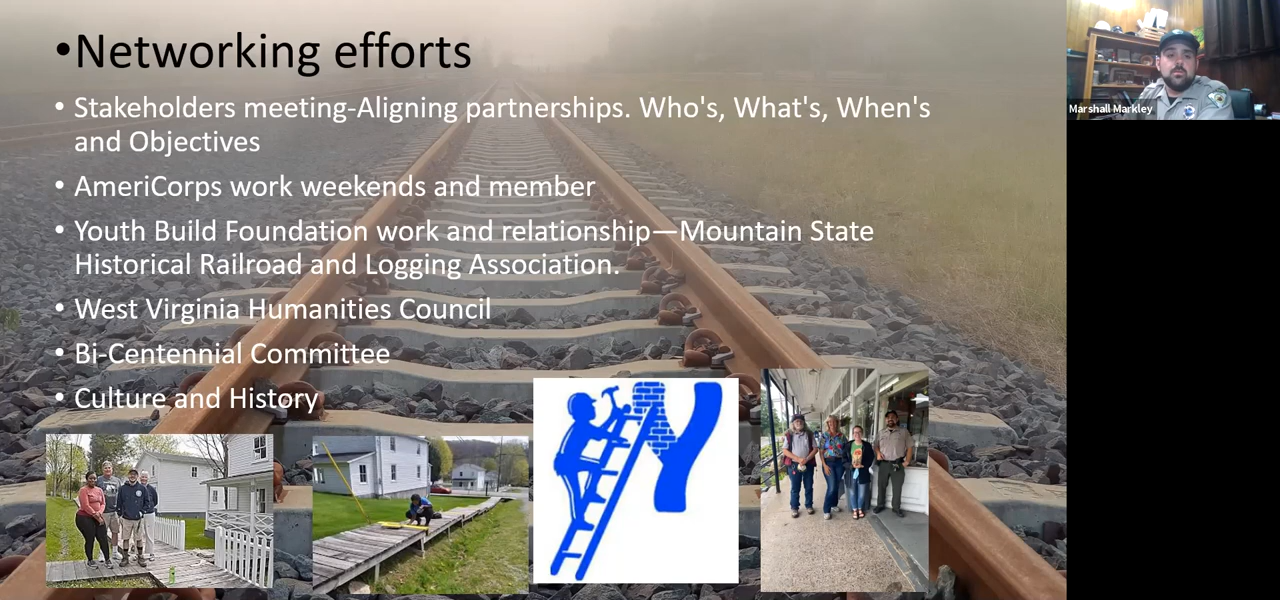 •Networking efforts
• Stakeholders meeting-Aligning partnerships. Who's, What's, When's
and Objectives
• AmeriCorps work weekends and member
• Youth Build Foundation work and relationship—Mountain State
Historical Railroad and Logging Association.
• West Virginia Humanities Council
• Bi-Centennial Committee
• Culture and History
Marshall Markley